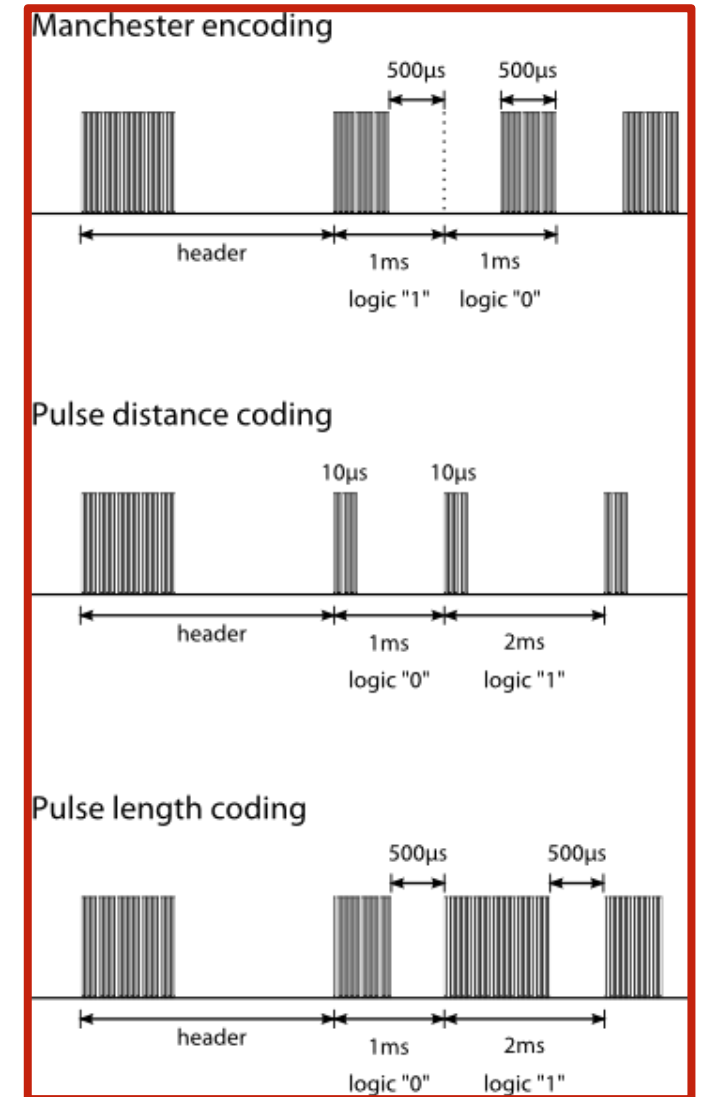 Manchester encoding
500µs 500µs
header
1ms 1ms
logic "1" logic "0"
Pulse distance coding
10µs 10µs
header
1ms 2ms
logic "0" logic "1"
Pulse length coding
500µs 500µs
header
1ms 2ms
logic "0" logic "1"